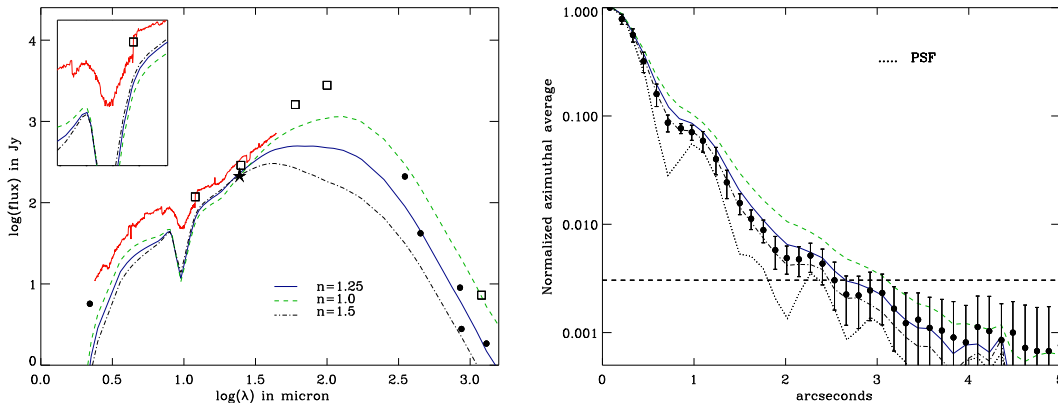 4
3
2
1
0
log(flux) in Jy
n=1.25
n=1.0
n=1.5
0.0 0.5 1.0 1.5 2.0 2.5 3.0
log(λ) in micron
1.000
0.100
0.010
0.001
Normalized azimuthal average
PSF
0 1 2 3 4 5
arcseconds